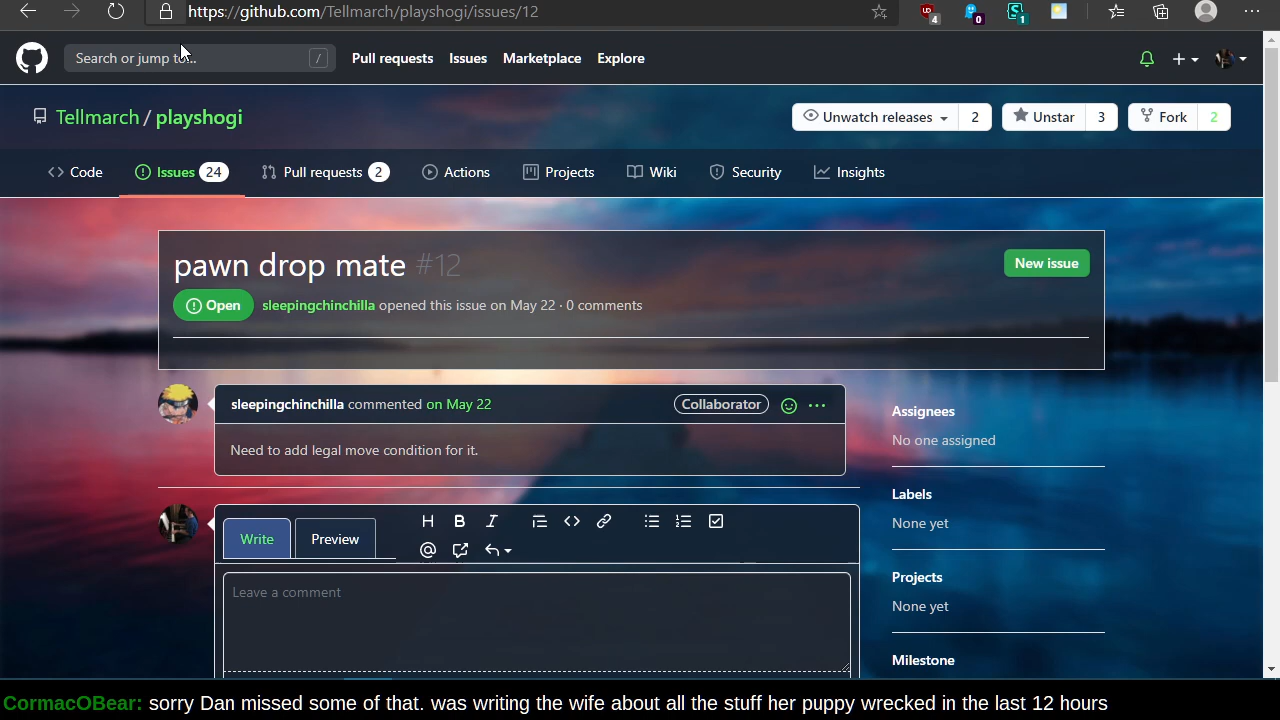 https://github.com/Tellmarch/playshogi/issues/12
4
0
1
Search or jump to... /
Pull requests Issues Marketplace Explore
Tellmarch / playshogi
Unwatch releases 2
Unstar 3
Fork 2
Code
Issues 24
Pull requests 2
Actions
Projects
Wiki
Security
Insights
pawn drop mate #12
New issue
Open sleepingchinchilla opened this issue on May 22 · 0 comments
sleepingchinchilla commented on May 22 Collaborator
Need to add legal move condition for it.
Write Preview
Leave a comment
Assignees
No one assigned
Labels
None yet
Projects
None yet
Milestone
CormacOBear: sorry Dan missed some of that. was writing the wife about all the stuff her puppy wrecked in the last 12 hours